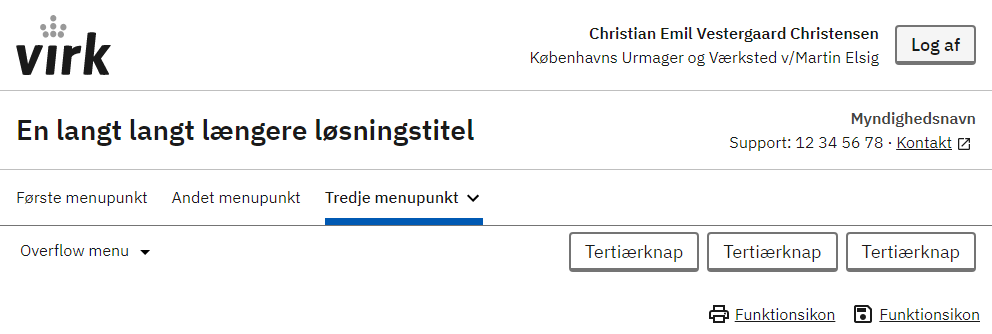 virk
Christian Emil Vestergaard Christensen
Københavns Urmager og Værksted v/Martin Elsig
Log af
En langt langt længere løsningstitel
Myndighedsnavn
Support: 12 34 56 78 · Kontakt
Første menupunkt Andet menupunkt Tredje menupunkt
Overflow menu Tertiærknap Tertiærknap Tertiærknap
Funktionsikon Funktionsikon